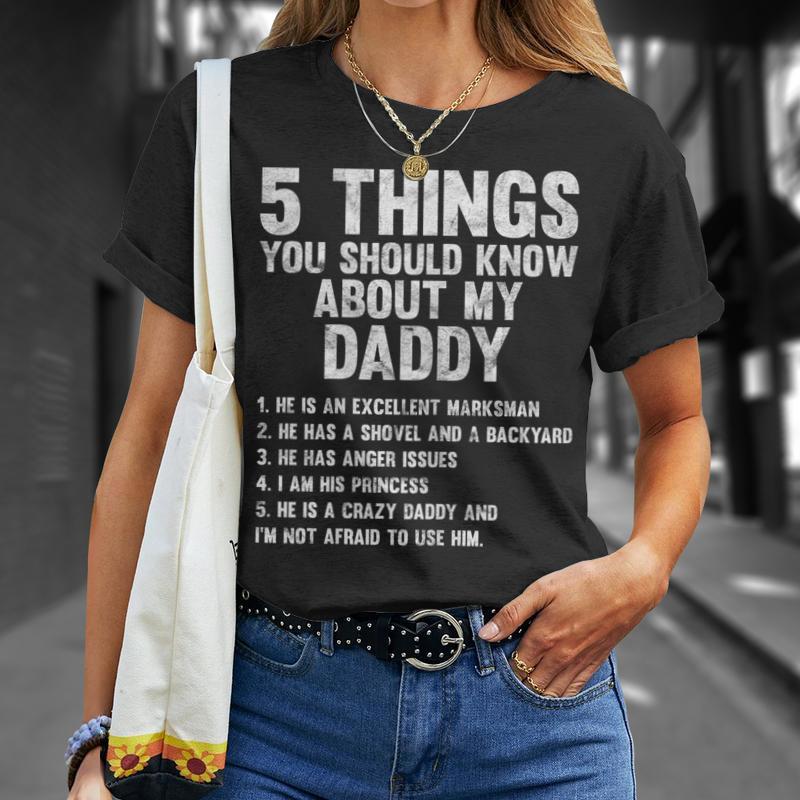 5 THINGS
YOU SHOULD KNOW
ABOUT MY
DADDY
1. HE IS AN EXCELLENT MARKSMAN
2. HE HAS A SHOVEL AND A BACKYARD
3. HE HAS ANGER ISSUES
4. I AM HIS PRINCESS
5. HE IS A CRAZY DADDY AND
I'M NOT AFRAID TO USE HIM.